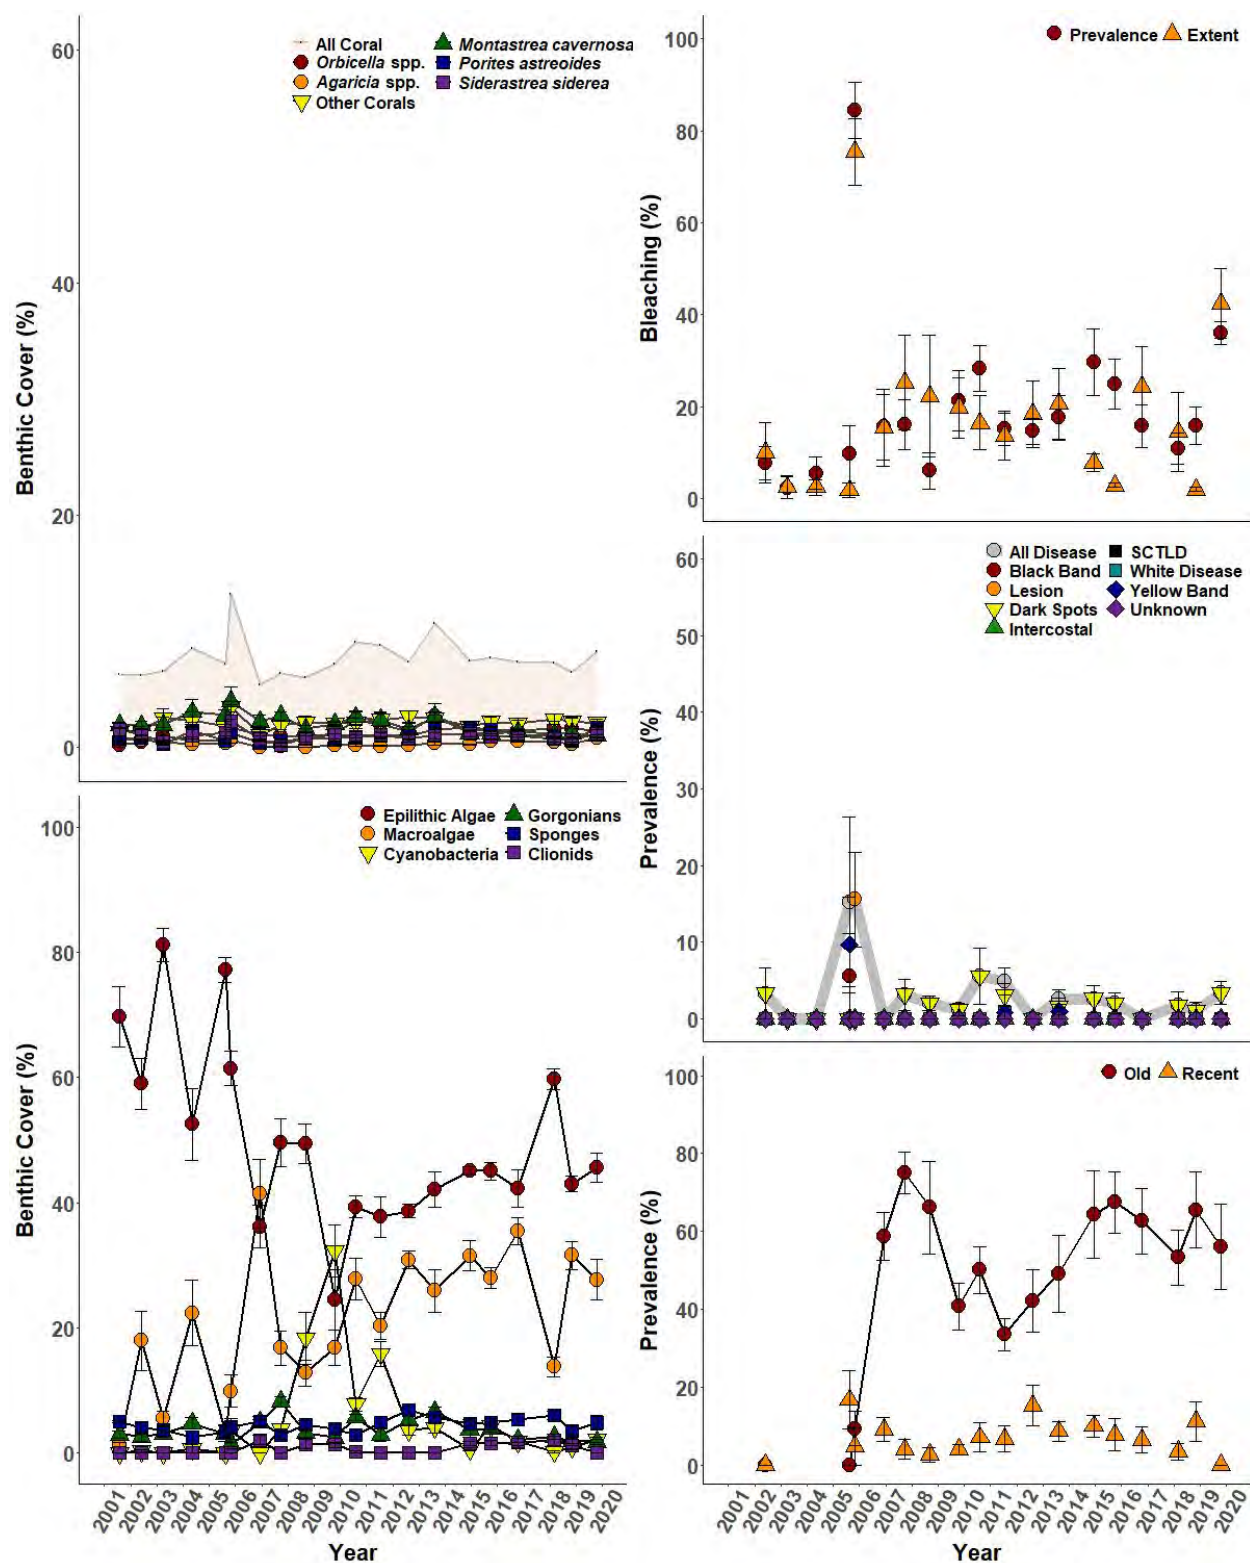 All Coral
Orbicella spp.
Agaricia spp.
Other Corals
Montastrea cavernosa
Porites astreoides
Siderastrea siderea
Benthic Cover (%)
60
40
20
0
Epilithic Algae
Macroalgae
Cyanobacteria
Gorgonians
Sponges
Clionids
Benthic Cover (%)
100
80
60
40
20
0
2001 2002 2003 2004 2005 2006 2007 2008 2009 2010 2011 2012 2013 2014 2015 2016 2017 2018 2019 2020
Year
Prevalence Extent
Bleaching (%)
100
80
60
40
20
0
All Disease
Black Band
Lesion
Dark Spots
Intercostal
SCTLD
White Disease
Yellow Band
Unknown
Prevalence (%)
60
50
40
30
20
10
0
Old Recent
Prevalence (%)
100
80
60
40
20
0
2001 2002 2003 2004 2005 2006 2007 2008 2009 2010 2011 2012 2013 2014 2015 2016 2017 2018 2019 2020
Year